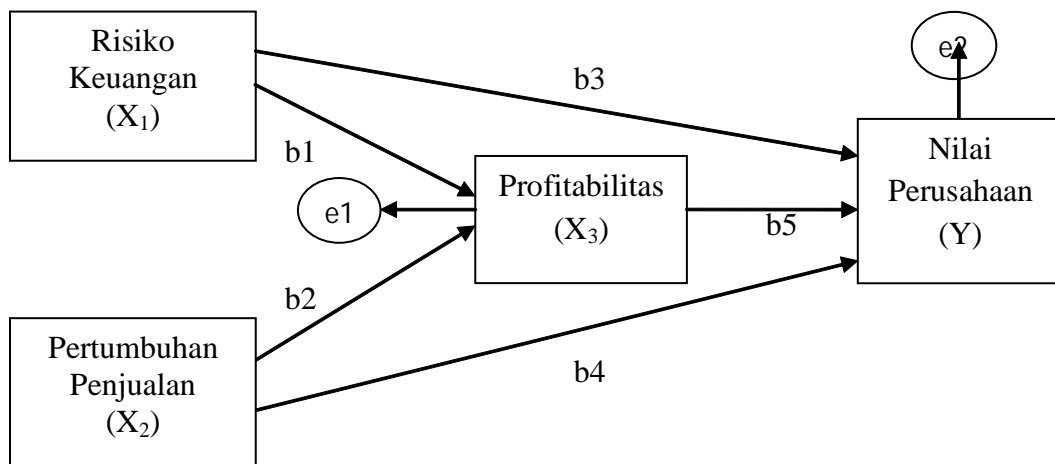 Risiko
Keuangan
(X₁)
b1
b3
e2
Nilai
Perusahaan
(Y)
Profitabilitas
(X₃)
e1
b5
b2
Pertumbuhan
Penjualan
(X₂)
b4